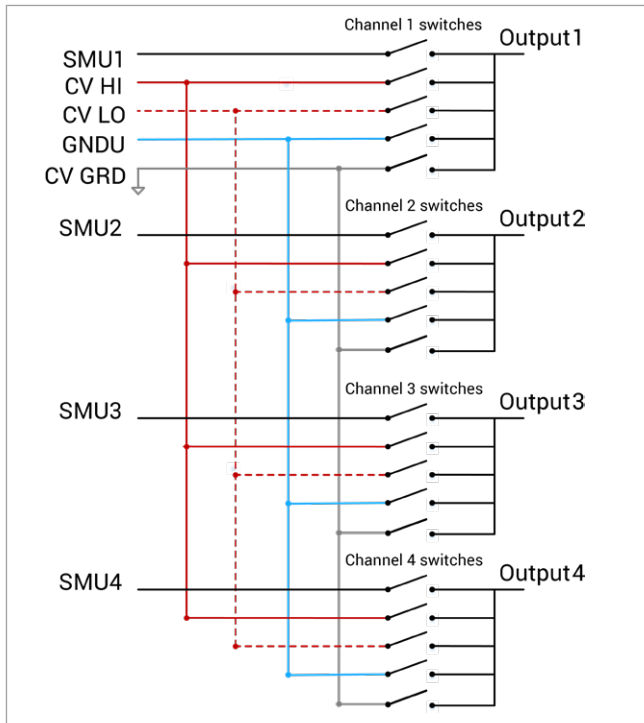 Channel 1 switches
Output1
SMU1
CV HI
CV LO
GNDU
CV GRD
Channel 2 switches
Output2
SMU2
Channel 3 switches
Output3
SMU3
Channel 4 switches
Output4
SMU4